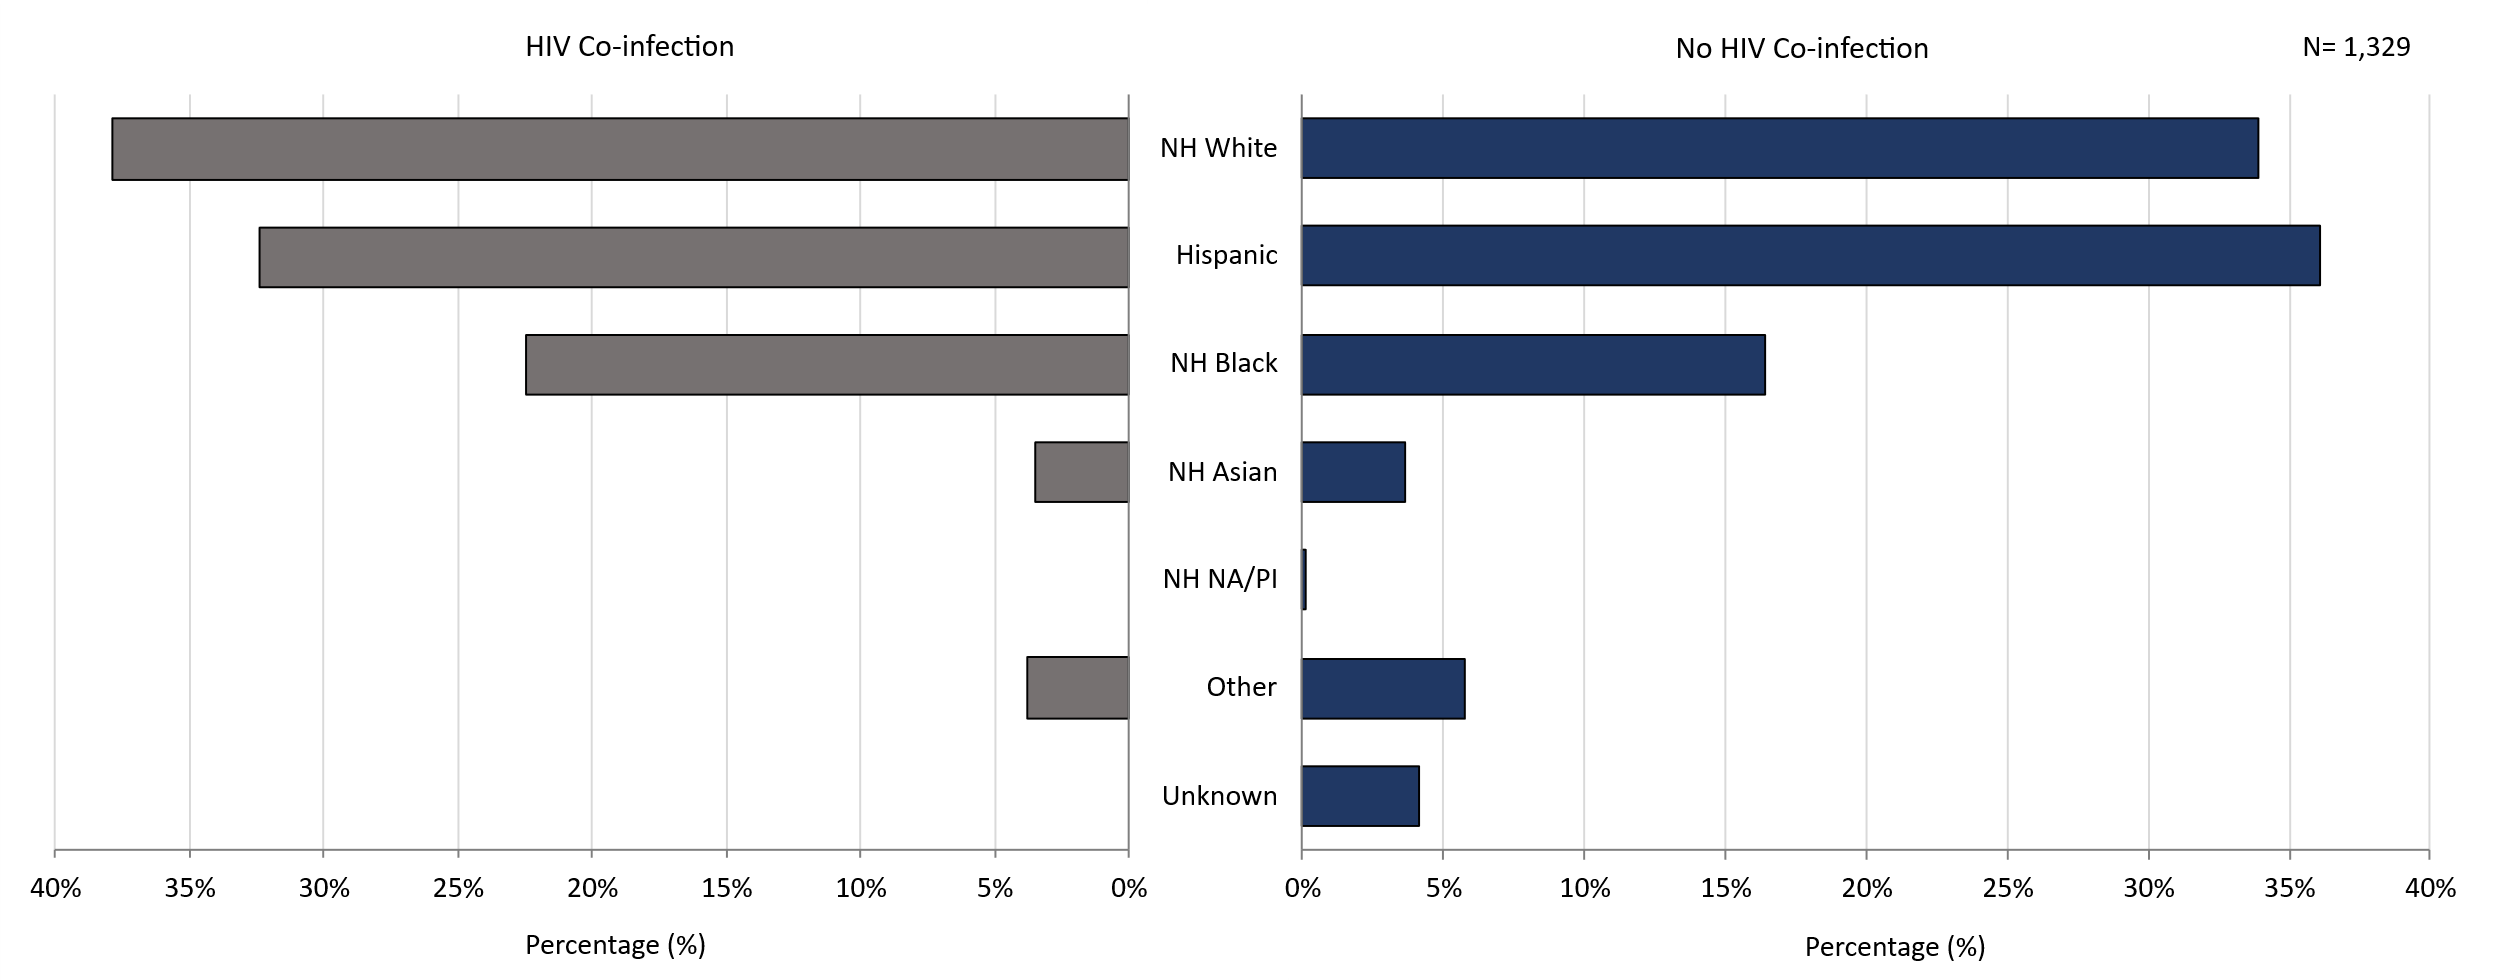 HIV Co-infection
No HIV Co-infection
N= 1,329
NH White
Hispanic
NH Black
NH Asian
NH NA/PI
Other
Unknown
40% 35% 30% 25% 20% 15% 10% 5% 0%
0% 5% 10% 15% 20% 25% 30% 35% 40%
Percentage (%)
Percentage (%)